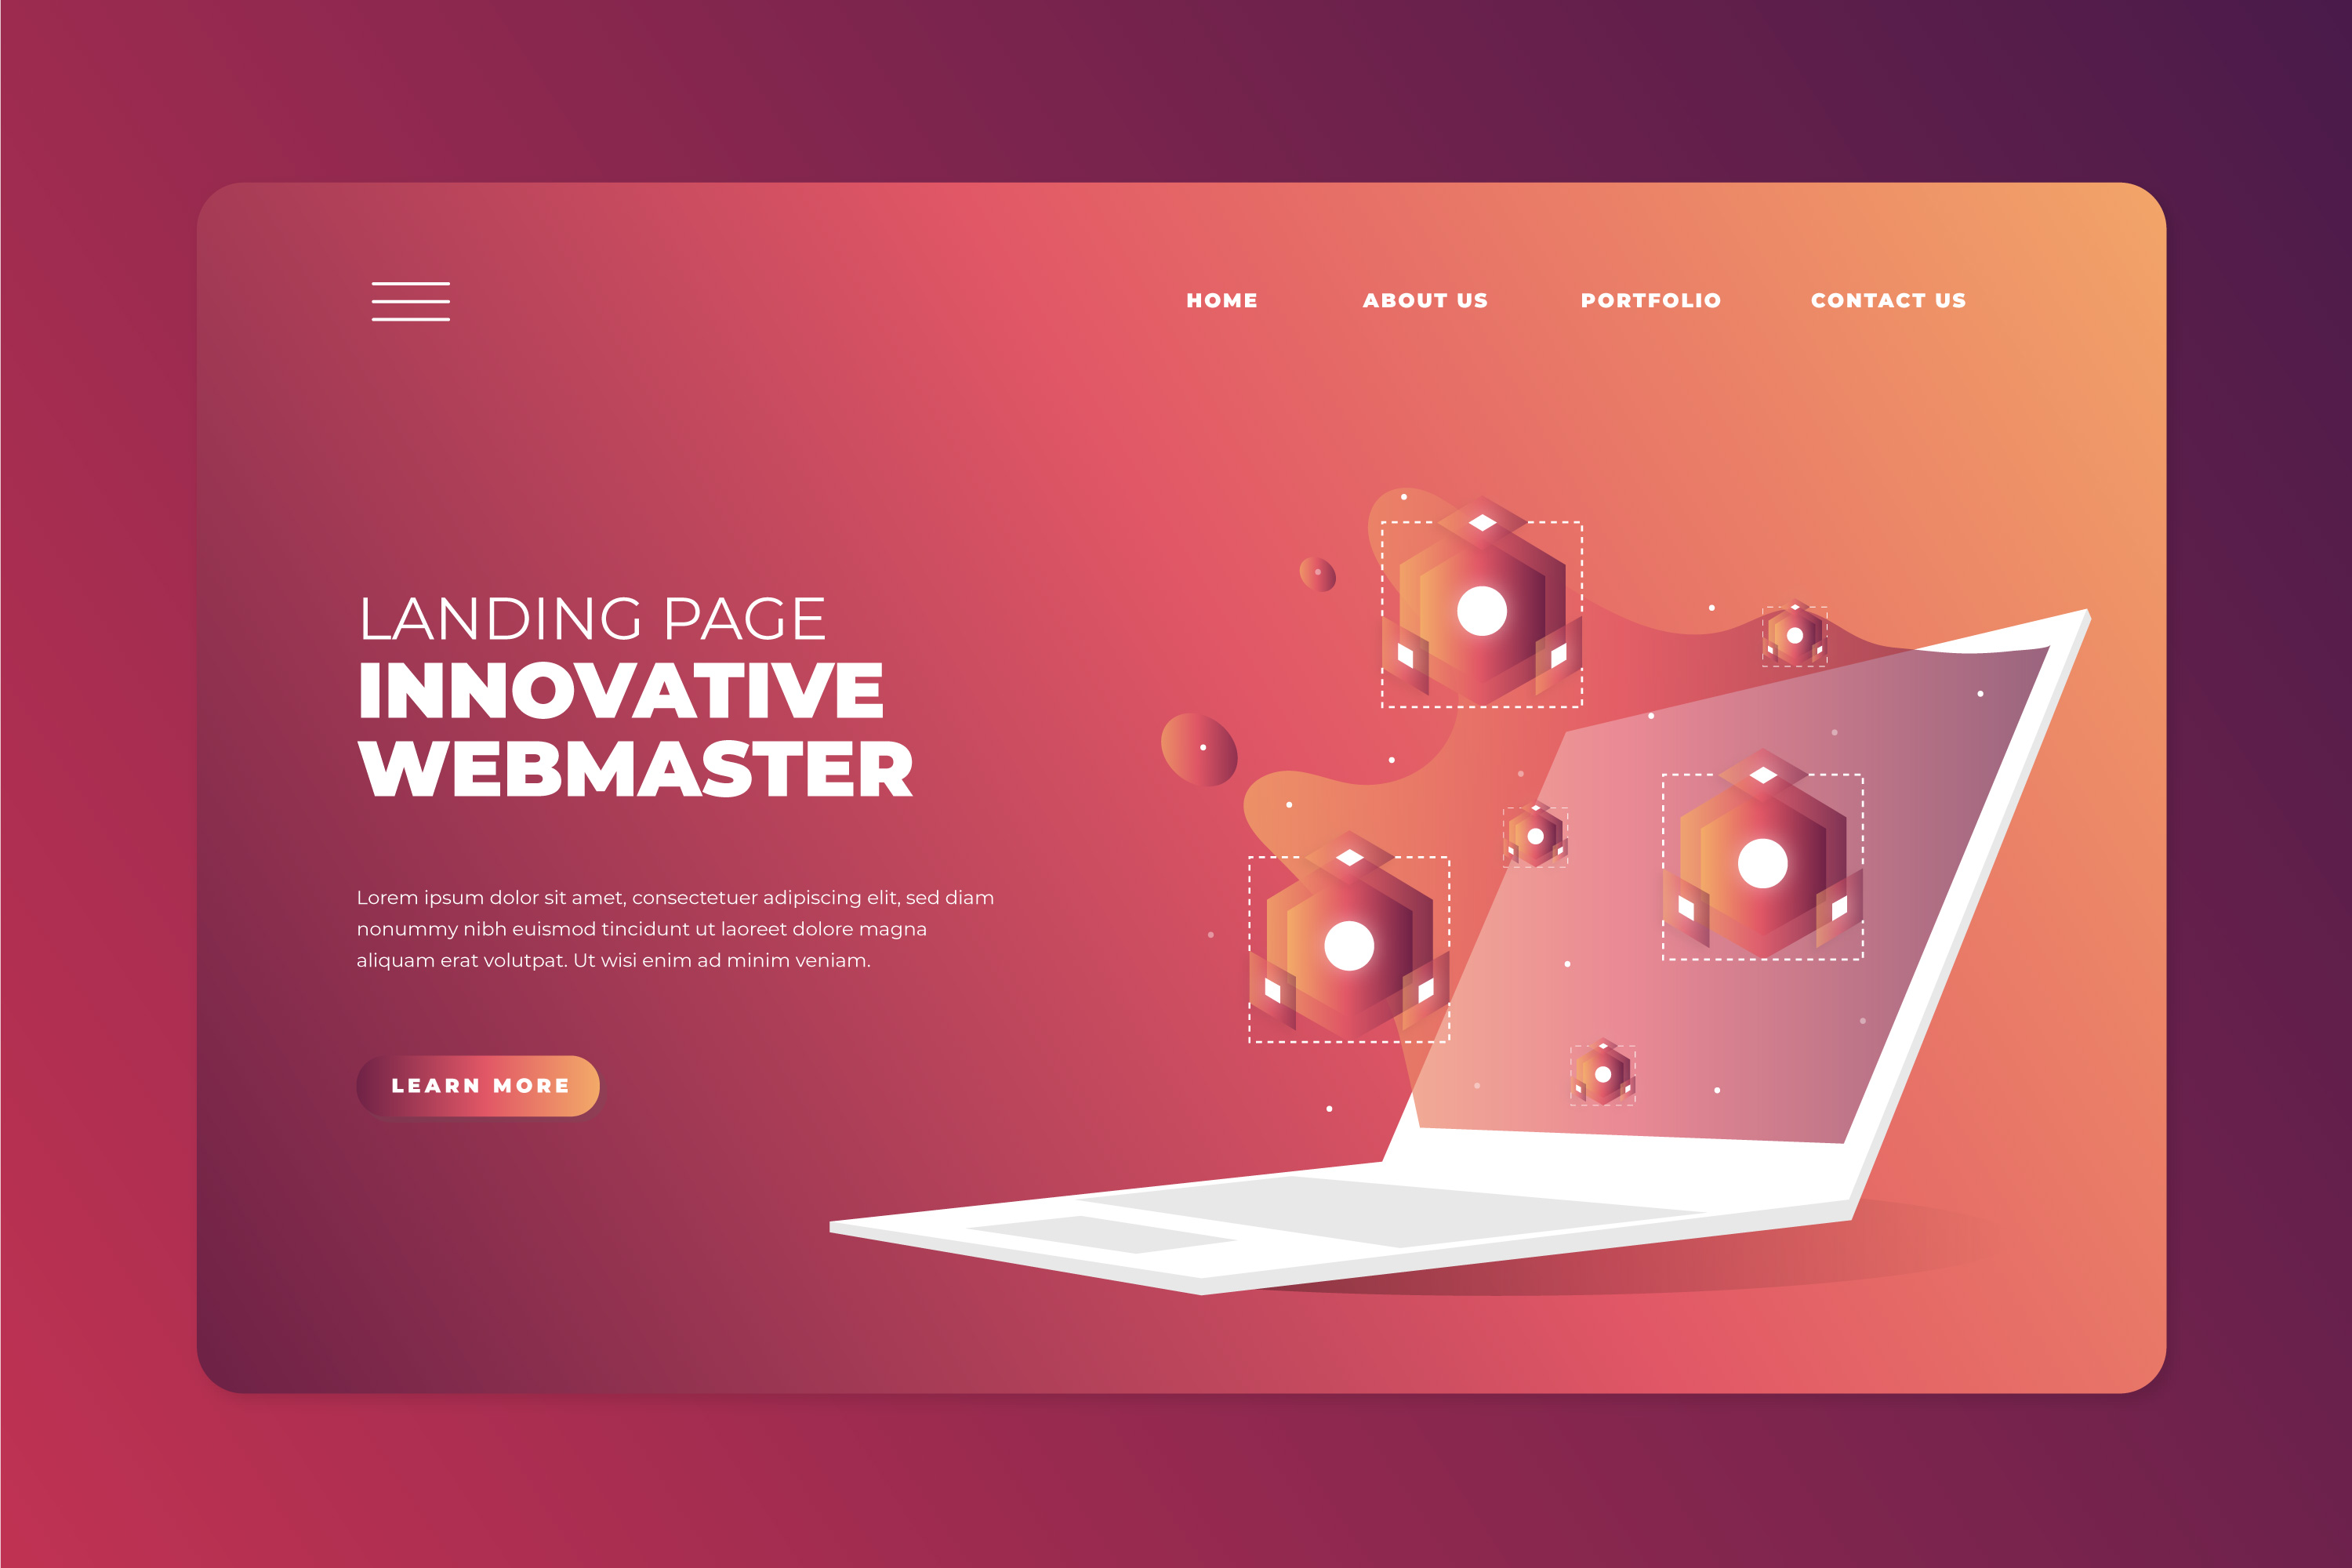 HOME ABOUT US PORTFOLIO CONTACT US
LANDING PAGE
INNOVATIVE
WEBMASTER
Lorem ipsum dolor sit amet, consectetuer adipiscing elit, sed diam
nonummy nibh euismod tincidunt ut laoreet dolore magna
aliquam erat volutpat. Ut wisi enim ad minim veniam.
LEARN MORE